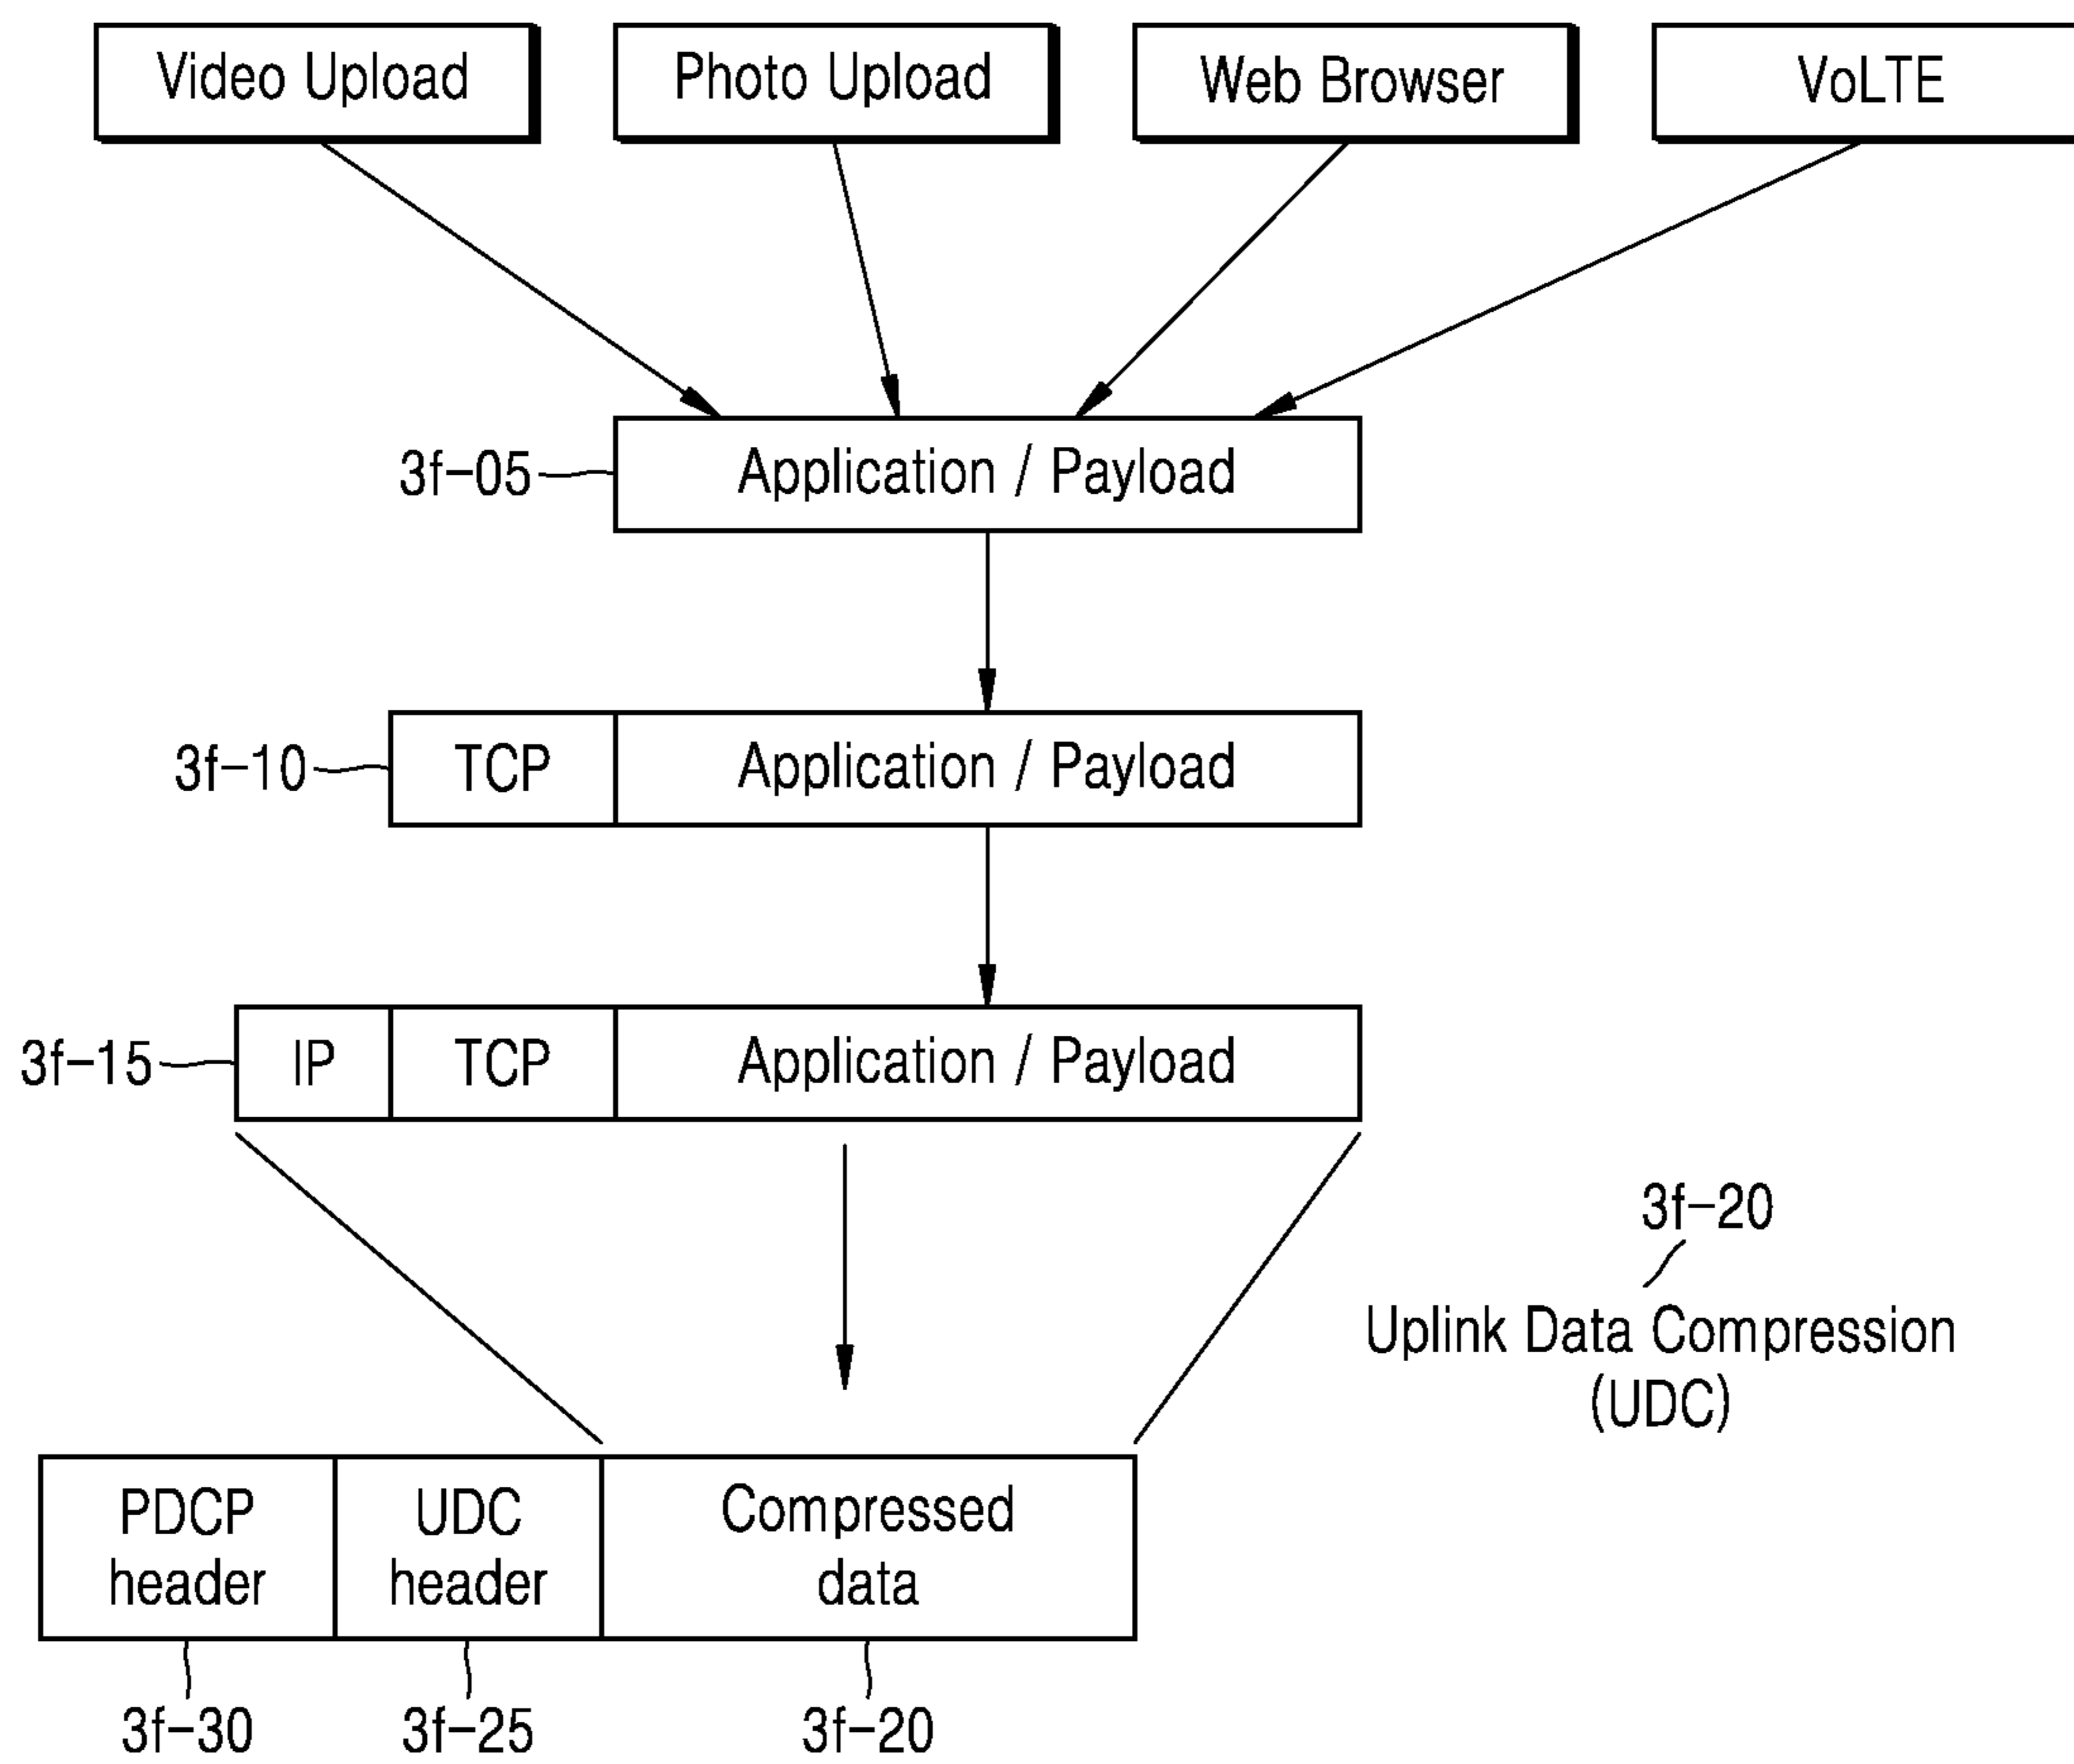 Video Upload
Photo Upload
Web Browser
VoLTE
3f-05
Application / Payload
3f-10
TCP
Application / Payload
3f-15
IP
TCP
Application / Payload
3f-20
Uplink Data Compression
(UDC)
PDCP
header
UDC
header
Compressed
data
3f-30
3f-25
3f-20